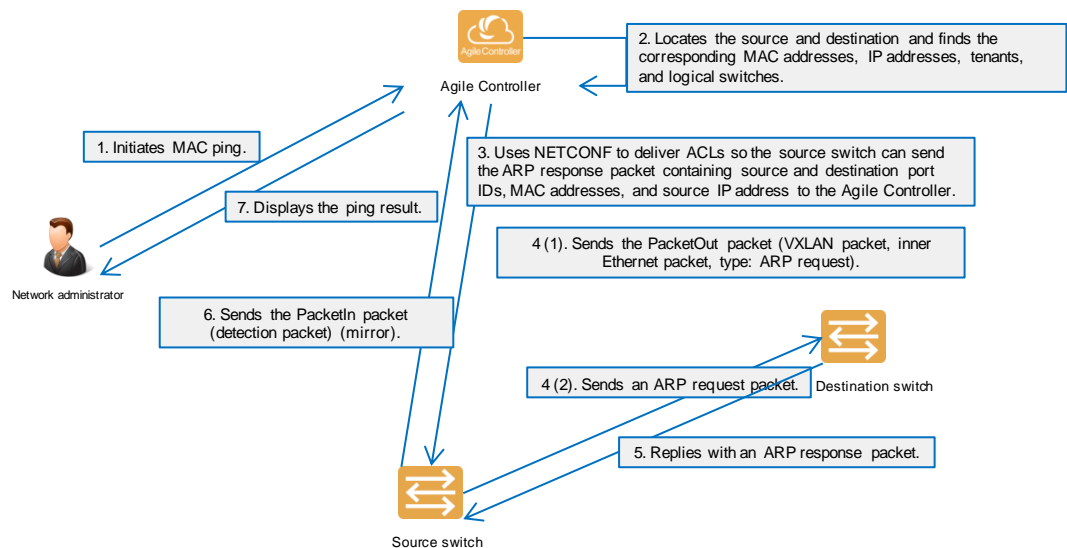 AgileController
Agile Controller
2. Locates the source and destination and finds the
corresponding MAC addresses, IP addresses, tenants,
and logical switches.
1. Initiates MAC ping.
3. Uses NETCONF to deliver ACLs so the source switch can send
the ARP response packet containing source and destination port
IDs, MAC addresses, and source IP address to the Agile Controller.
7. Displays the ping result.
4 (1). Sends the PacketOut packet (VXLAN packet, inner
Ethernet packet, type: ARP request).
Network administrator
6. Sends the PacketIn packet
(detection packet) (mirror).
4 (2). Sends an ARP request packet.
Destination switch
5. Replies with an ARP response packet.
Source switch